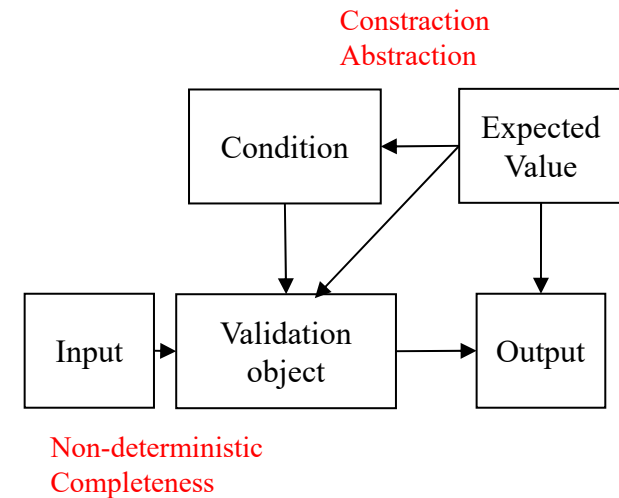 Constraction
Abstraction
Condition
Expected
Value
Input
Validation
object
Output
Non-deterministic
Completeness